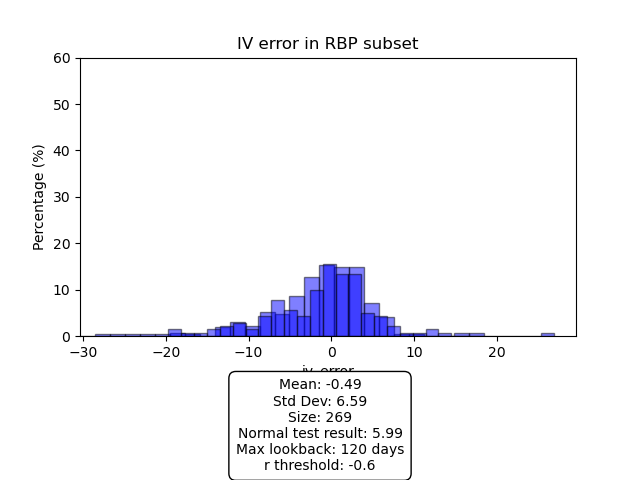 IV error in RBP subset
Percentage (%)
60
50
40
30
20
10
0
−30 −20 −10 0 10 20
iv_error
Mean: -0.49
Std Dev: 6.59
Size: 269
Normal test result: 5.99
Max lookback: 120 days
r threshold: -0.6